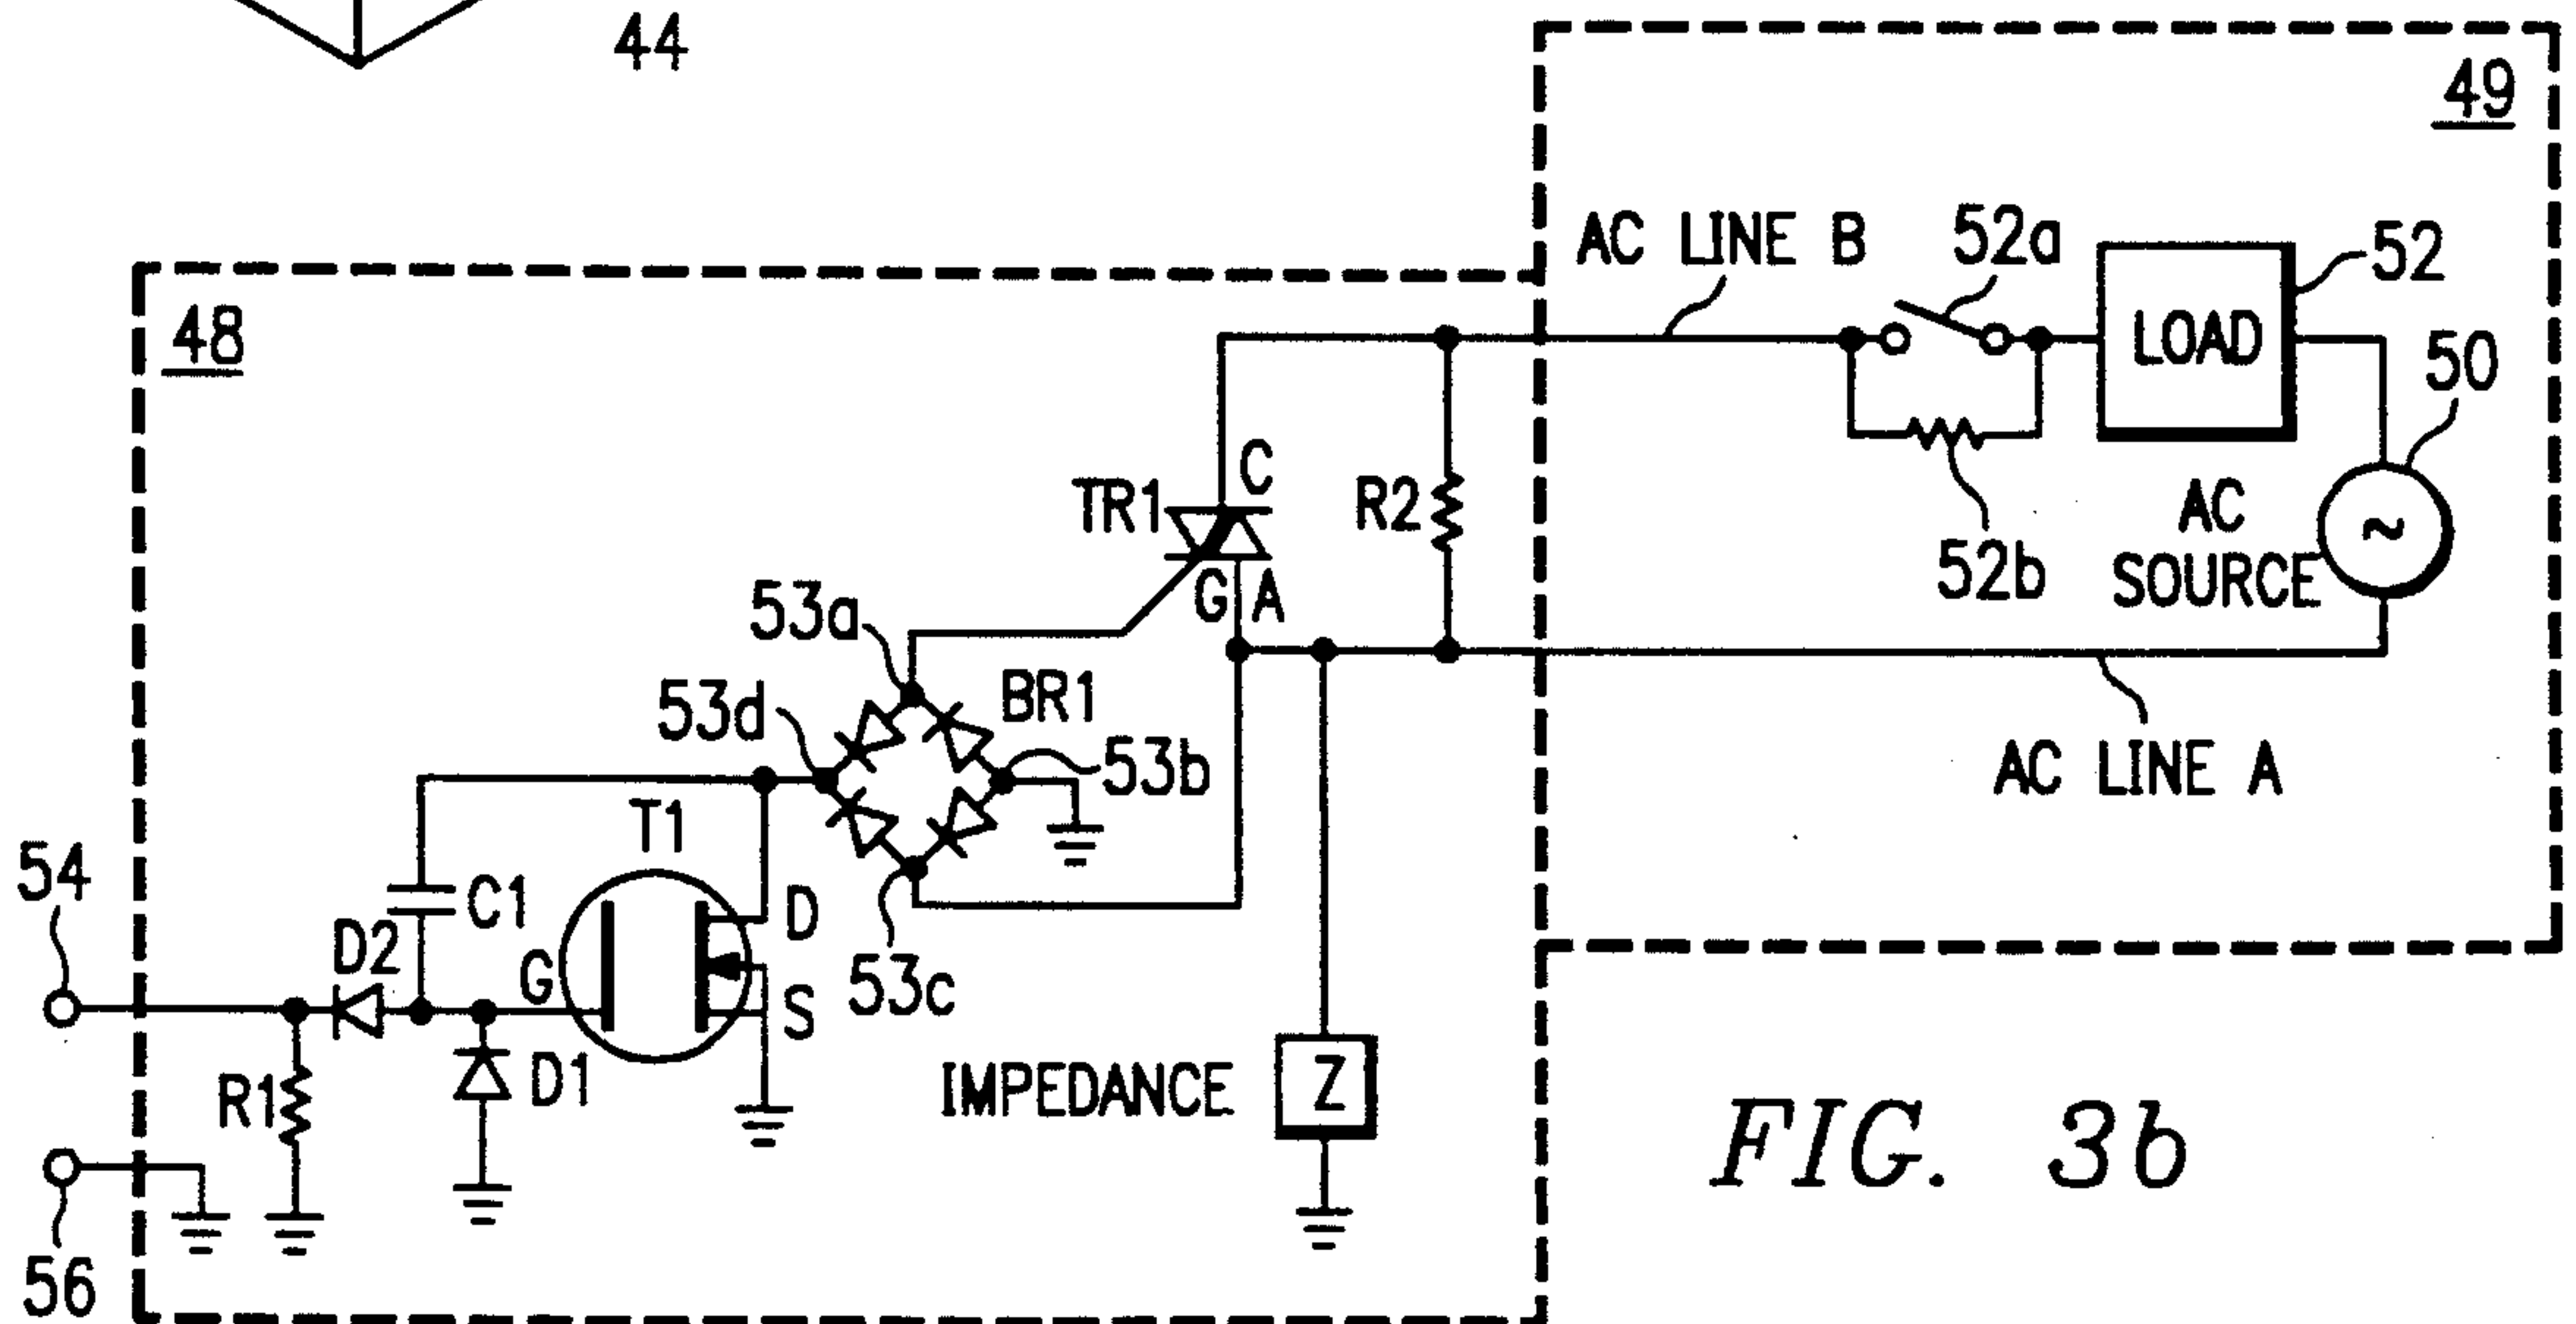 44
49
AC LINE B
52a
52
48
LOAD
50
C
TR1
R2
AC
SOURCE
~
52b
53a
G
A
BR1
53d
53b
AC LINE A
T1
54
C1
D
D2
G
53c
S
R1
D1
IMPEDANCE
Z
FIG. 3b
56